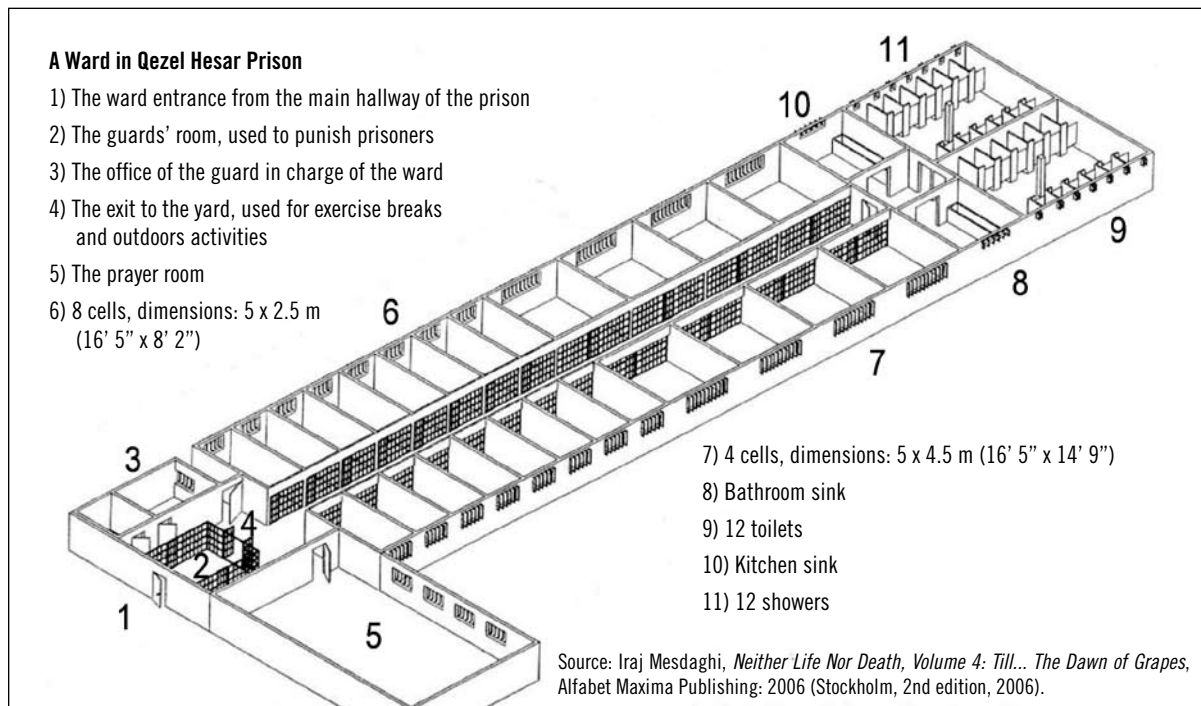 A Ward in Qezel Hesar Prison
1) The ward entrance from the main hallway of the prison
2) The guards’ room, used to punish prisoners
3) The office of the guard in charge of the ward
4) The exit to the yard, used for exercise breaks
and outdoors activities
5) The prayer room
6) 8 cells, dimensions: 5 x 2.5 m
(16’ 5” x 8’ 2”)
11
10
9
8
6
7
3
4
2
1
5
7) 4 cells, dimensions: 5 x 4.5 m (16’ 5” x 14’ 9”)
8) Bathroom sink
9) 12 toilets
10) Kitchen sink
11) 12 showers
Source: Iraj Mesdaghi, Neither Life Nor Death, Volume 4: Till... The Dawn of Grapes,
Alfabet Maxima Publishing: 2006 (Stockholm, 2nd edition, 2006).